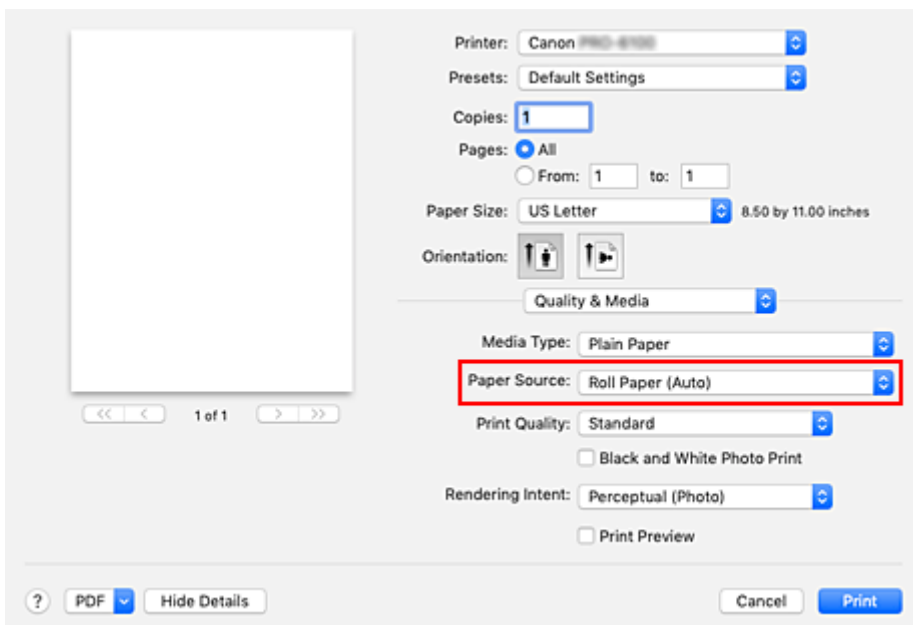 Printer: Canon
Presets: Default Settings
Copies: 1
Pages: All
From: 1 to: 1
Paper Size: US Letter 8.50 by 11.00 inches
Orientation:
Quality & Media
Media Type: Plain Paper
Paper Source: Roll Paper (Auto)
<< < 1 of 1 > >>
Print Quality: Standard
Black and White Photo Print
Rendering Intent: Perceptual (Photo)
Print Preview
? PDF Hide Details Cancel Print